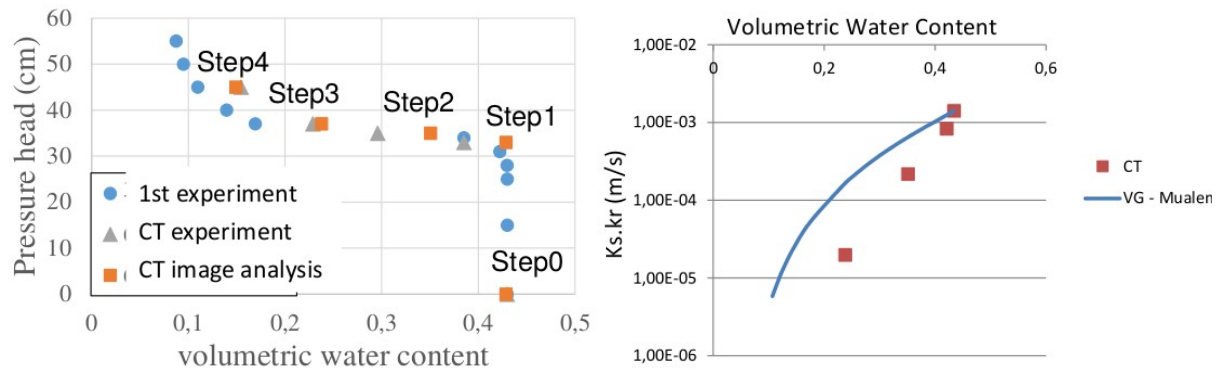 60
50
40
30
20
10
0
Pressure head (cm)
Step4
Step3
Step2
Step1
Step0
1st experiment
CT experiment
CT image analysis
0
0,1
0,2
0,3
0,4
0,5
volumetric water content
Volumetric Water Content
1,00E-02
1,00E-03
1,00E-04
1,00E-05
1,00E-06
0
0,2
0,4
0,6
Ks.kr (m/s)
CT
VG - Mualem